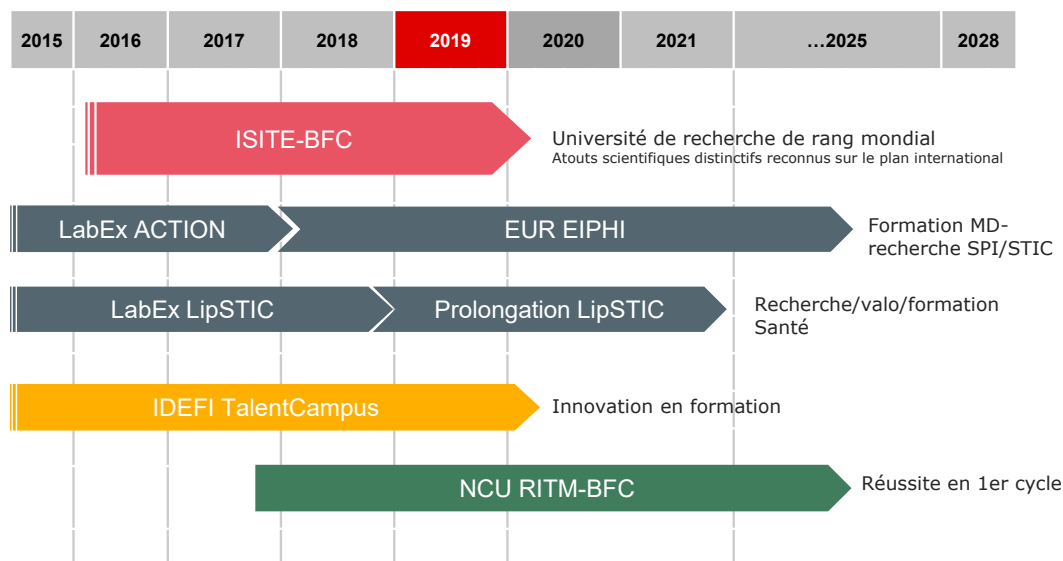 2015 2016 2017 2018 2019 2020 2021 ...2025 2028
ISITE-BFC
Université de recherche de rang mondial
Atouts scientifiques distinctifs reconnus sur le plan international
LabEx ACTION
EUR EIPHI
Formation MD-
recherche SPI/STIC
LabEx LipSTIC
Prolongation LipSTIC
Recherche/valo/formation
Santé
IDEFI TalentCampus
Innovation en formation
NCU RITM-BFC
Réussite en 1er cycle